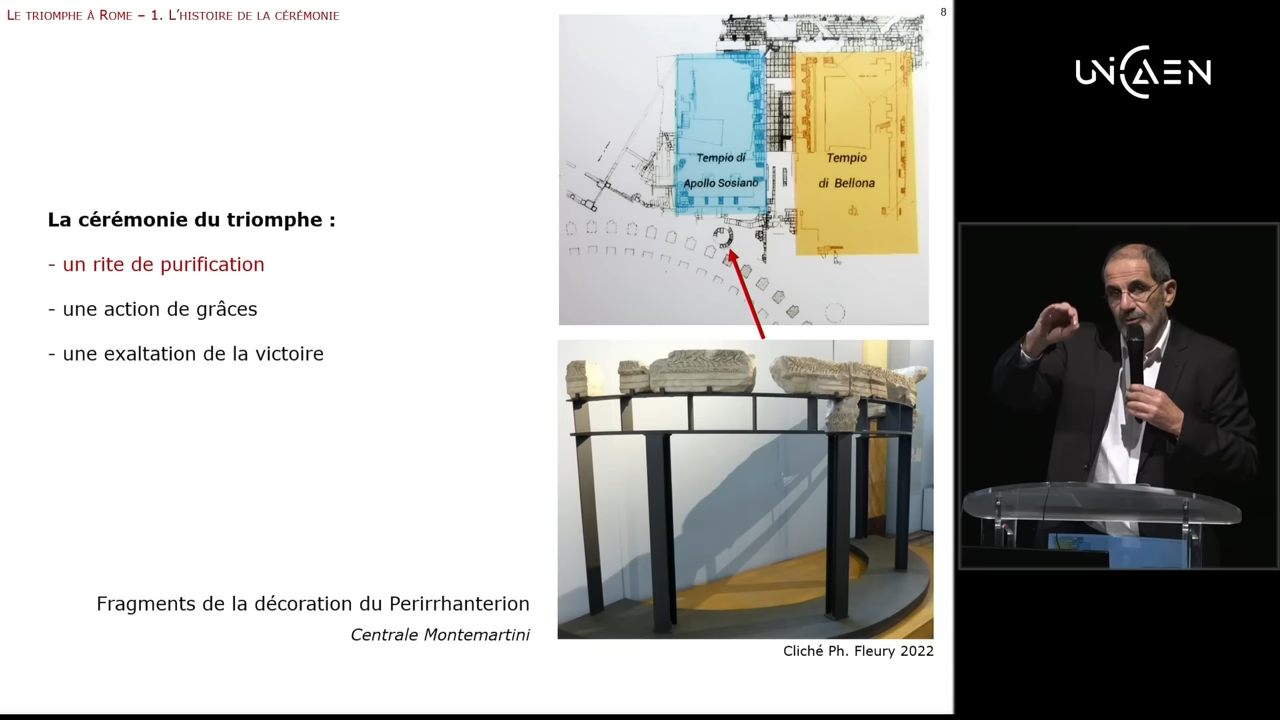 Le triomphe à Rome – 1. L'histoire de la cérémonie
8
La cérémonie du triomphe :
- un rite de purification
- une action de grâces
- une exaltation de la victoire
Tempio di
Apollo Sosiano
Tempio
di Bellona
Fragments de la décoration du Perirrhanterion
Centrale Montemartini
Cliché Ph. Fleury 2022
UNICAEN